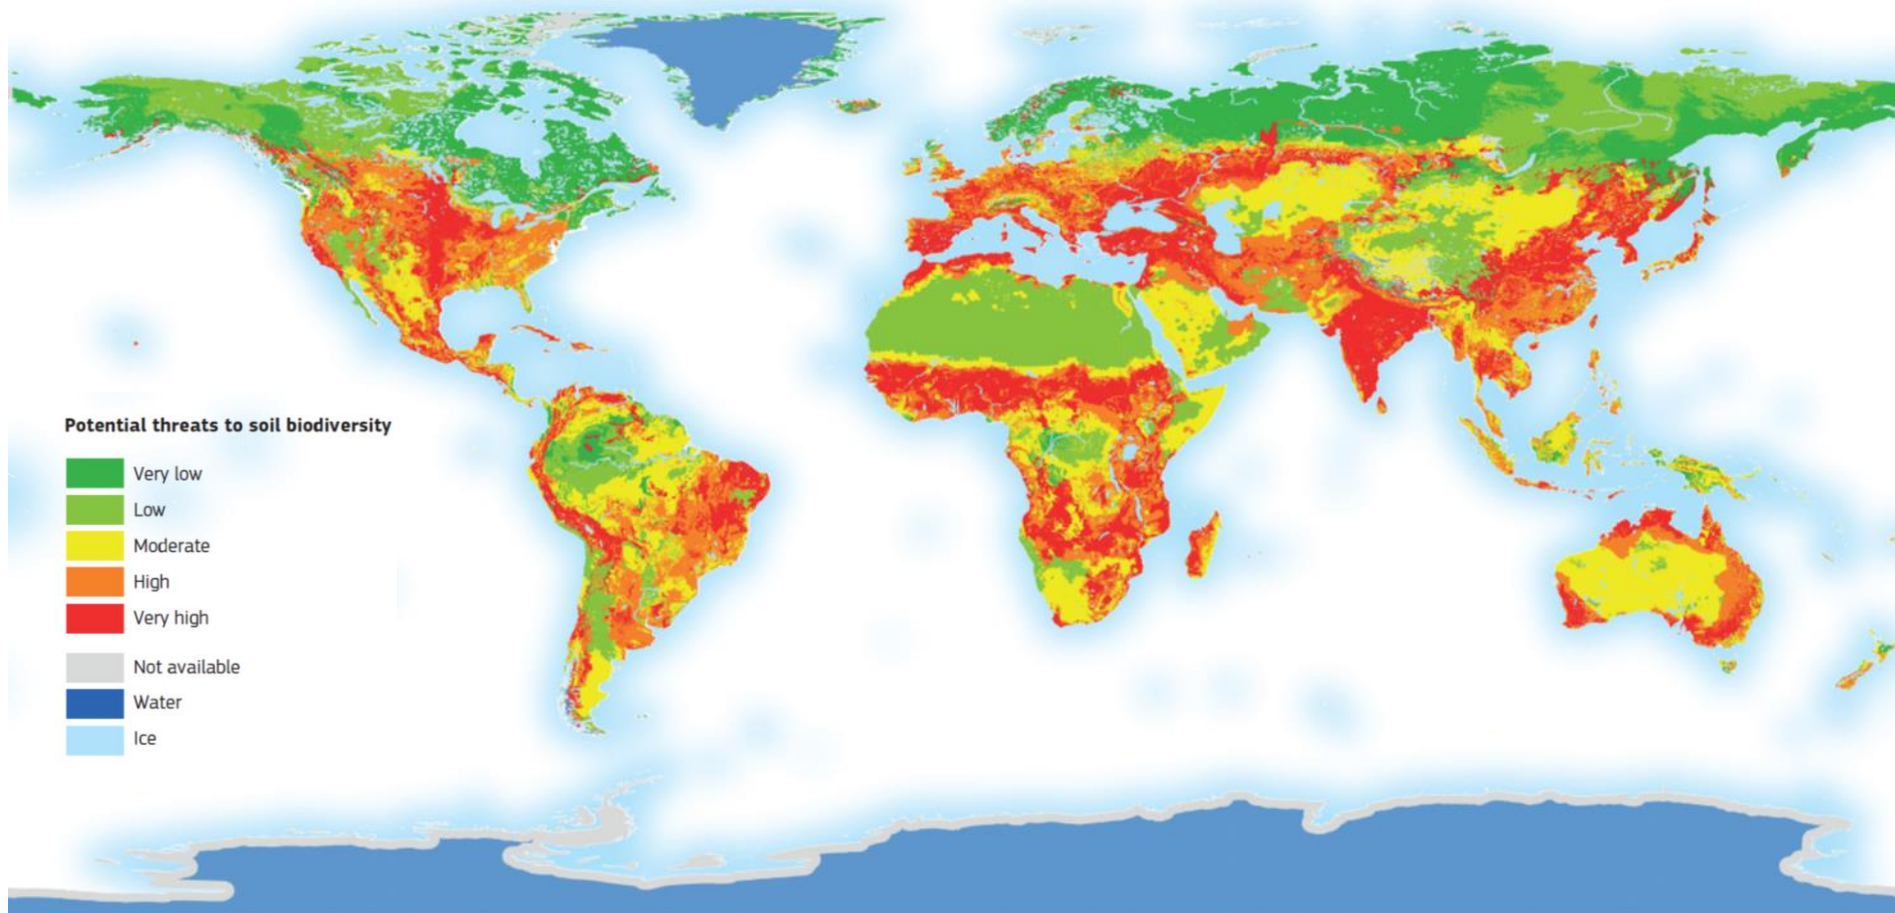 Potential threats to soil biodiversity
Very low
Low
Moderate
High
Very high
Not available
Water
Ice